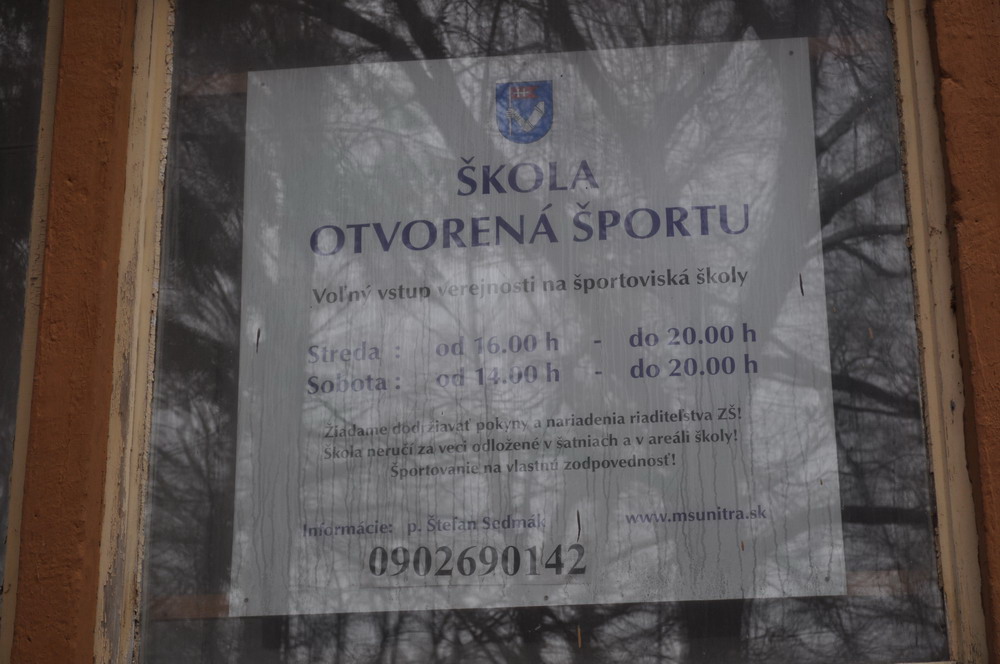 ŠKOLA
OTVORENÁ ŠPORTU
Voľný vstup verejnosti na športoviská školy
Streda : od 16.00 h - do 20.00 h
Sobota : od 14.00 h - do 20.00 h
Žiadame dodržiavať pokyny a nariadenia riaditeľstva ZŠ!
Škola neručí za veci odložené v šatniach a v areáli školy!
Športovanie na vlastnú zodpovednosť!
Informácie: p. Štefan Sedmák www.msunitra.sk
0902690142